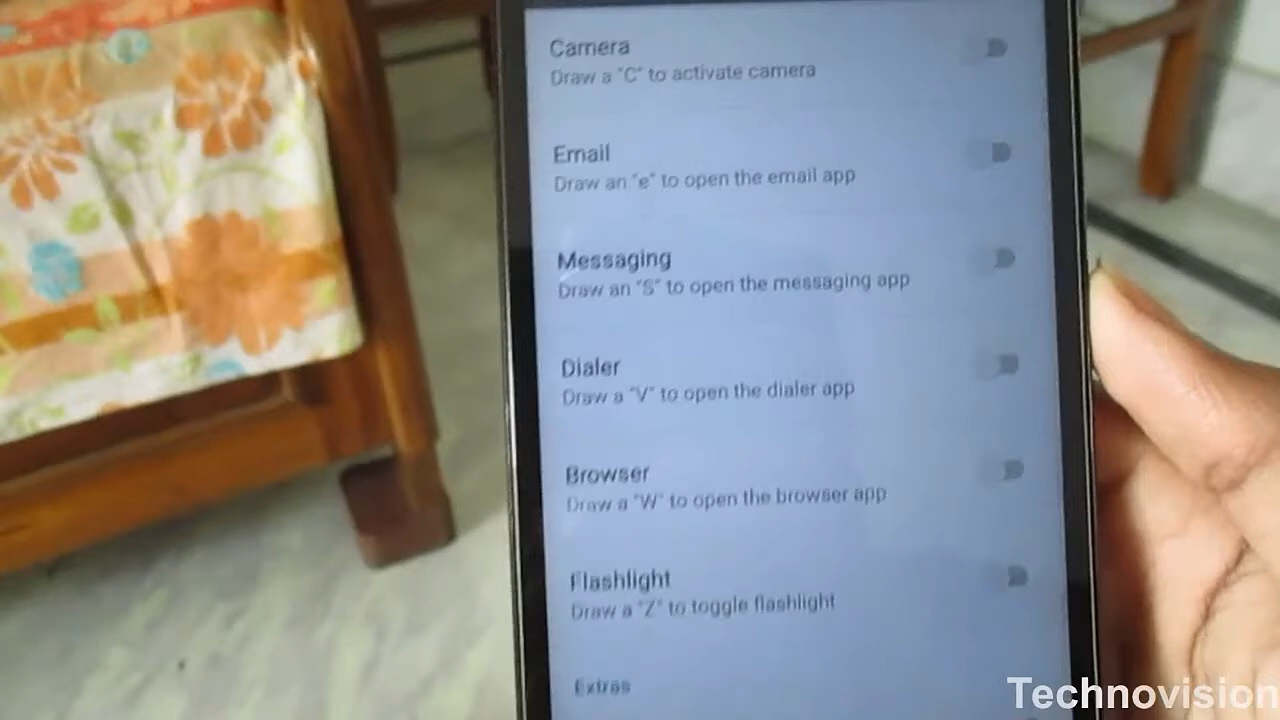 Camera
Draw a "C" to activate camera
Email
Draw an "e" to open the email app
Messaging
Draw an "S" to open the messaging app
Dialer
Draw a "V" to open the dialer app
Browser
Draw a "W" to open the browser app
Flashlight
Draw a "Z" to toggle flashlight
Extras
Technovision